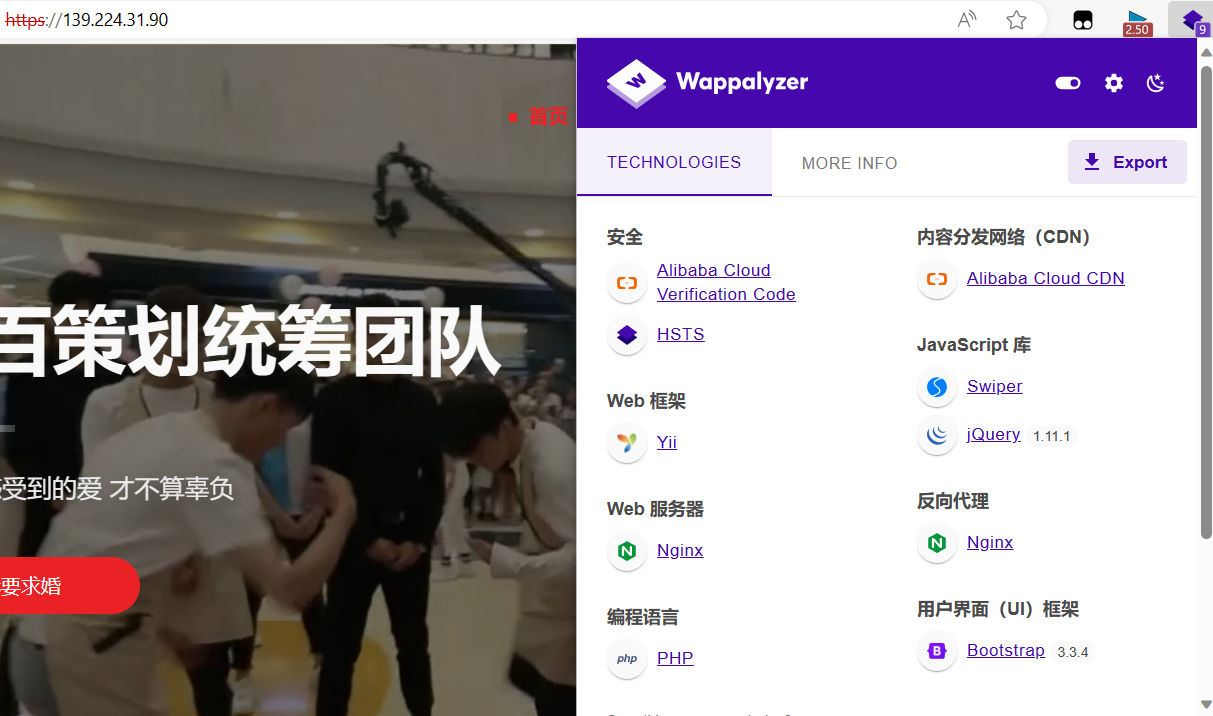 https://139.224.31.90
A
2.50
9
首页
百策划统筹团队
受到的爱 才不算辜负
要求婚
Wappalyzer
TECHNOLOGIES
MORE INFO
Export
安全
Alibaba Cloud
Verification Code
HSTS
Web 框架
Yii
Web 服务器
Nginx
编程语言
php PHP
内容分发网络（CDN）
Alibaba Cloud CDN
JavaScript 库
Swiper
jQuery 1.11.1
反向代理
Nginx
用户界面（UI）框架
Bootstrap 3.3.4